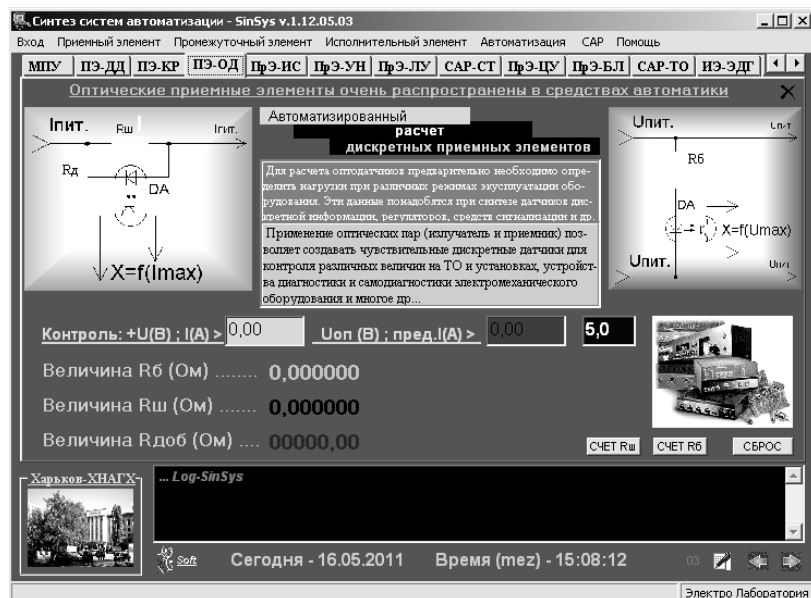 Синтез систем автоматизации - SinSys v.1.12.05.03
Вход Приемный элемент Промежуточный элемент Исполнительный элемент Автоматизация САР Помощь
МПУ ПЭ-ДД ПЭ-КР ПЭ-ОД ПрЭ-ИС ПрЭ-УН ПрЭ-ЛУ САР-СТ ПрЭ-ЦУ ПрЭ-БЛ САР-ТО ИЭ-ЭДГ
Оптические приемные элементы очень распространены в средствах автоматики
Iпит. Rш Iпит.
Rд
DA
X=f(Imax)
Автоматизированный
расчет
дискретных приемных элементов
Для расчета оптодатчиков предварительно необходимо опре-
делить нагрузки при различных режимах эксуплуатации обо-
рудования. Эти данные понадобятся при синтезе датчиков дис-
кретной информации, регуляторов, средств сигнализации и др.
Применение оптических пар (излучатель и приемник) поз-
воляет создавать чувствительные дискретные датчики для
контроля различных величин на ТО и установках, устройст-
ва диагностики и самодиагностики электромеханического
оборудования и многое др...
Uпит. Uпит
Rб
DA
X=f(Umax)
Uпит. Uпит
Контроль: +U(В) ; I(А) > 0,00 Uоп (В) ; пред.I(А) > 0,00 5,0
Величина Rб (Ом) ........ 0,000000
Величина Rш (Ом) ....... 0,000000
Величина Rдоб (Ом) .... 00000,00
СЧЕТ Rш СЧЕТ Rб СБРОС
Харьков-ХНАГХ
... Log-SinSys
Soft Сегодня - 16.05.2011 Время (mez) - 15:08:12 03
Электро Лаборатория